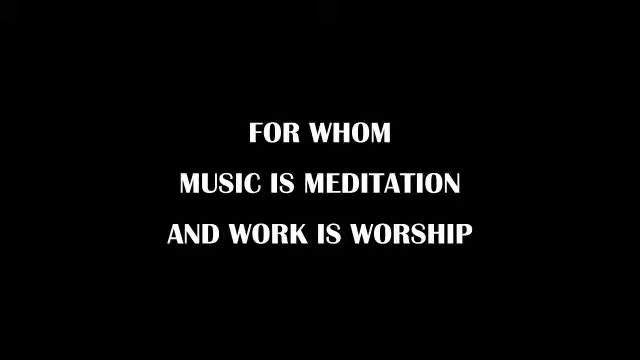 FOR WHOM
MUSIC IS MEDITATION
AND WORK IS WORSHIP